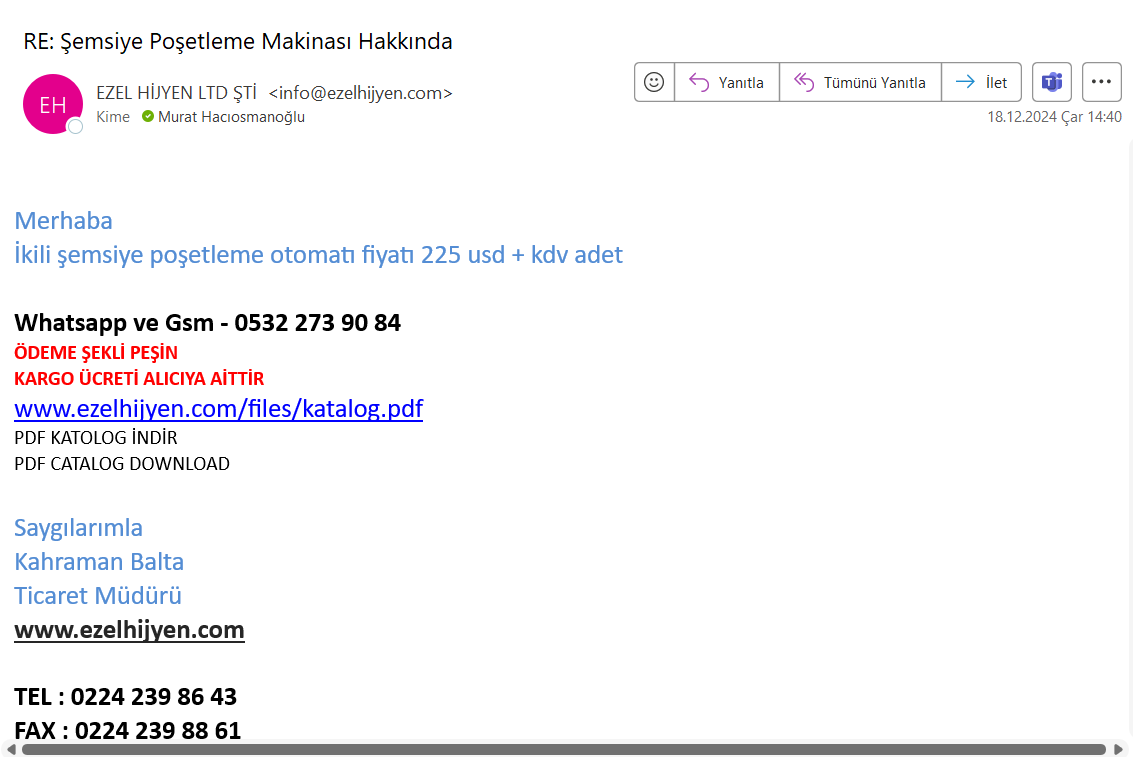 RE: Şemsiye Poşetleme Makinası Hakkında
EH
EZEL HİJYEN LTD ŞTİ <info@ezelhijyen.com>
Kime Murat Hacıosmanoğlu
Yanıtla
Tümünü Yanıtla
İlet
18.12.2024 Çar 14:40
Merhaba
İkili şemsiye poşetleme otomatı fiyatı 225 usd + kdv adet
Whatsapp ve Gsm - 0532 273 90 84
ÖDEME ŞEKLİ PEŞİN
KARGO ÜCRETİ ALICIYA AİTTİR
www.ezelhijyen.com/files/katalog.pdf
PDF KATOLOG İNDİR
PDF CATALOG DOWNLOAD
Saygılarımla
Kahraman Balta
Ticaret Müdürü
www.ezelhijyen.com
TEL : 0224 239 86 43
FAX : 0224 239 88 61